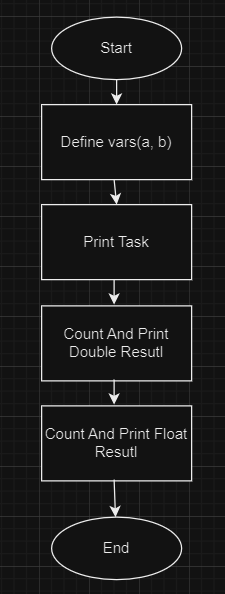 Start
Define vars(a, b)
Print Task
Count And Print
Double Resutl
Count And Print Float
Resutl
End